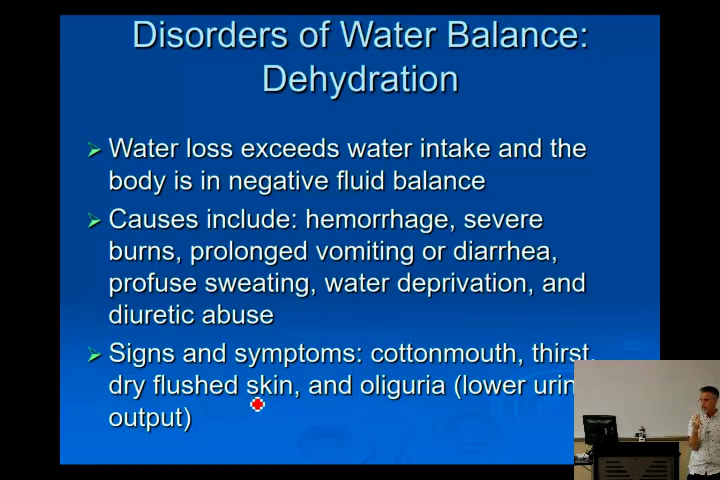 Disorders of Water Balance:
Dehydration
Water loss exceeds water intake and the
body is in negative fluid balance
Causes include: hemorrhage, severe
burns, prolonged vomiting or diarrhea,
profuse sweating, water deprivation, and
diuretic abuse
Signs and symptoms: cottonmouth, thirst,
dry flushed skin, and oliguria (lower urin
output)